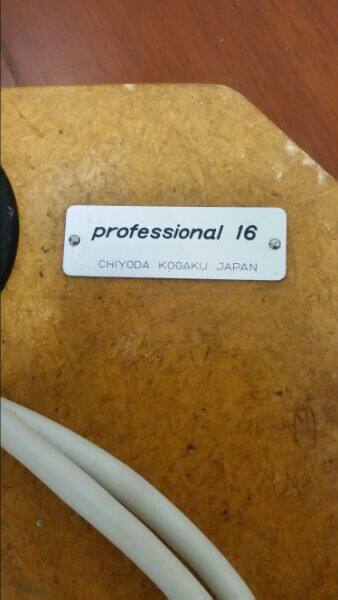 professional 16
CHIYODA KOGAKU JAPAN